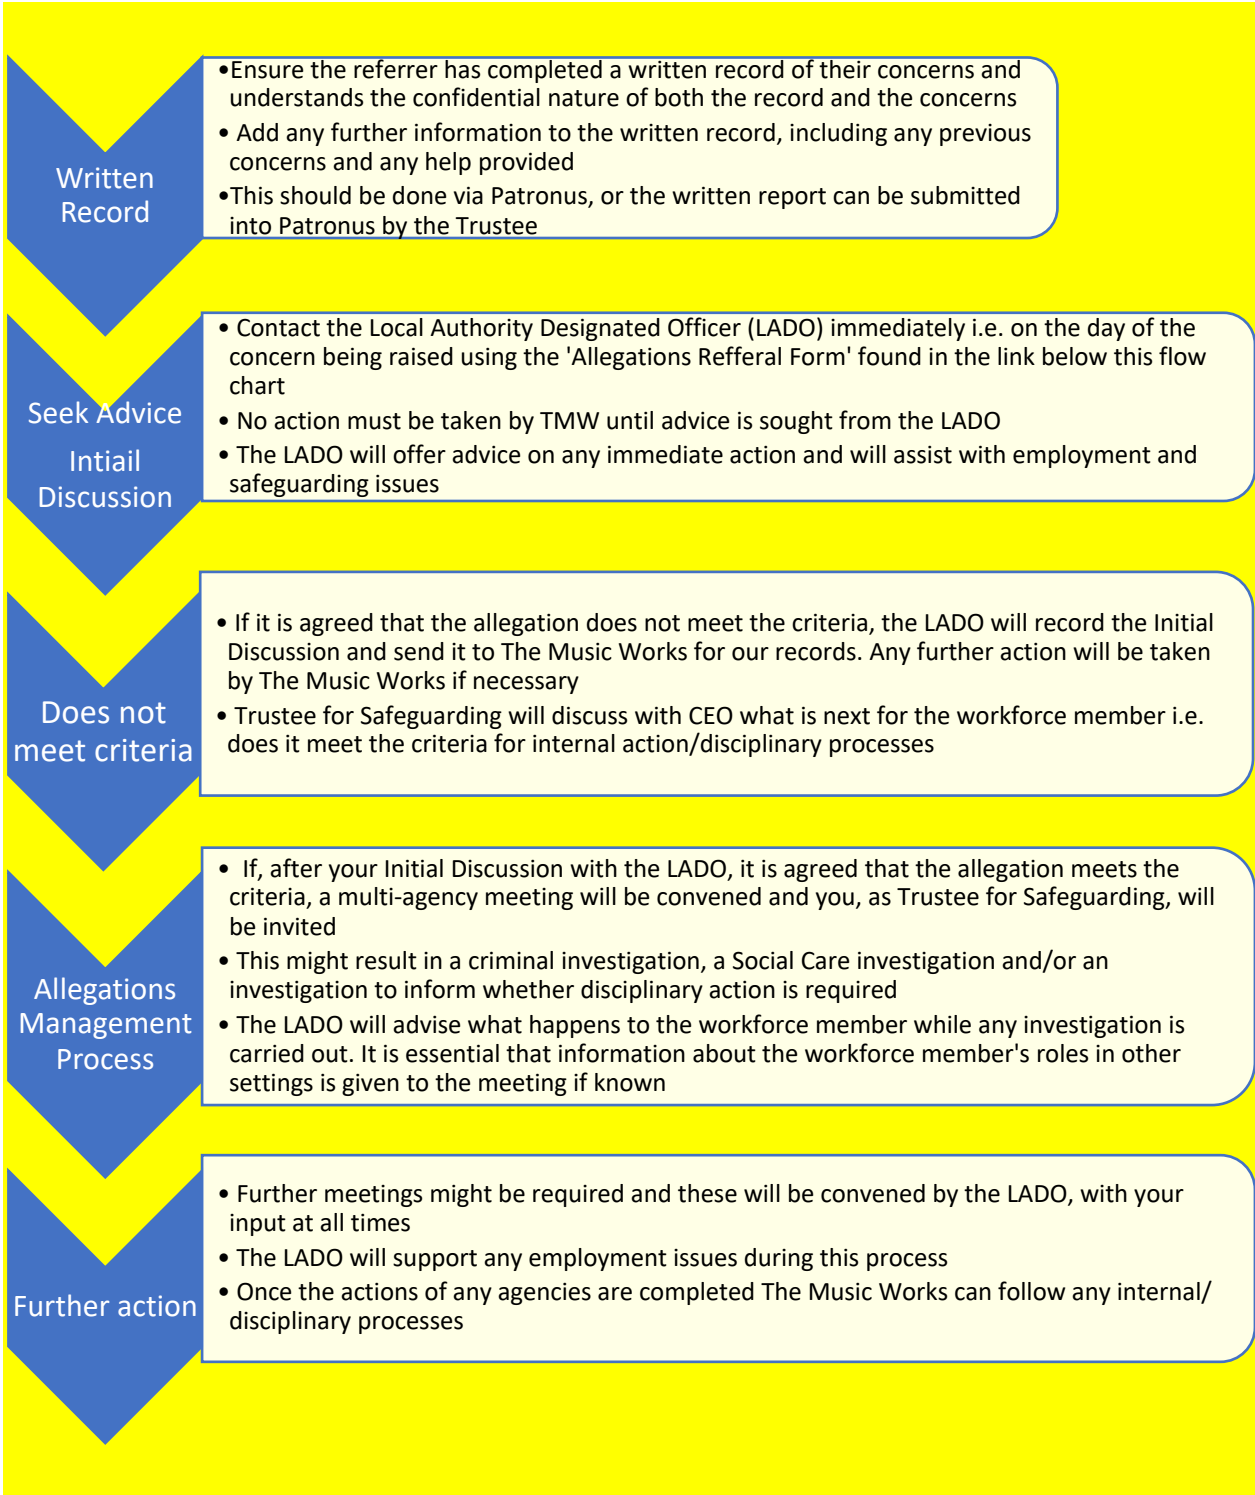 Written
Record
•Ensure the referrer has completed a written record of their concerns and
understands the confidential nature of both the record and the concerns
• Add any further information to the written record, including any previous
concerns and any help provided
•This should be done via Patronus, or the written report can be submitted
into Patronus by the Trustee
Seek Advice
Intiail
Discussion
• Contact the Local Authority Designated Officer (LADO) immediately i.e. on the day of the
concern being raised using the 'Allegations Refferal Form' found in the link below this flow
chart
• No action must be taken by TMW until advice is sought from the LADO
• The LADO will offer advice on any immediate action and will assist with employment and
safeguarding issues
Does not
meet criteria
• If it is agreed that the allegation does not meet the criteria, the LADO will record the Initial
Discussion and send it to The Music Works for our records. Any further action will be taken
by The Music Works if necessary
• Trustee for Safeguarding will discuss with CEO what is next for the workforce member i.e.
does it meet the criteria for internal action/disciplinary processes
Allegations
Management
Process
• If, after your Initial Discussion with the LADO, it is agreed that the allegation meets the
criteria, a multi-agency meeting will be convened and you, as Trustee for Safeguarding, will
be invited
• This might result in a criminal investigation, a Social Care investigation and/or an
investigation to inform whether disciplinary action is required
• The LADO will advise what happens to the workforce member while any investigation is
carried out. It is essential that information about the workforce member's roles in other
settings is given to the meeting if known
Further action
• Further meetings might be required and these will be convened by the LADO, with your
input at all times
• The LADO will support any employment issues during this process
• Once the actions of any agencies are completed The Music Works can follow any internal/
disciplinary processes